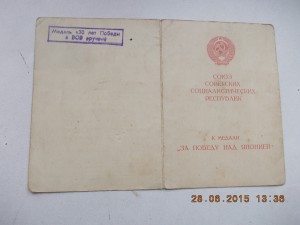 Медаль «30 лет Победы
в ВОВ вручена
СОЮЗ
СОВЕТСКИХ
СОЦИАЛИСТИЧЕСКИХ
РЕСПУБЛИК
К МЕДАЛИ
„ЗА ПОБЕДУ НАД ЯПОНИЕЙ“
28 06 2015 13:36